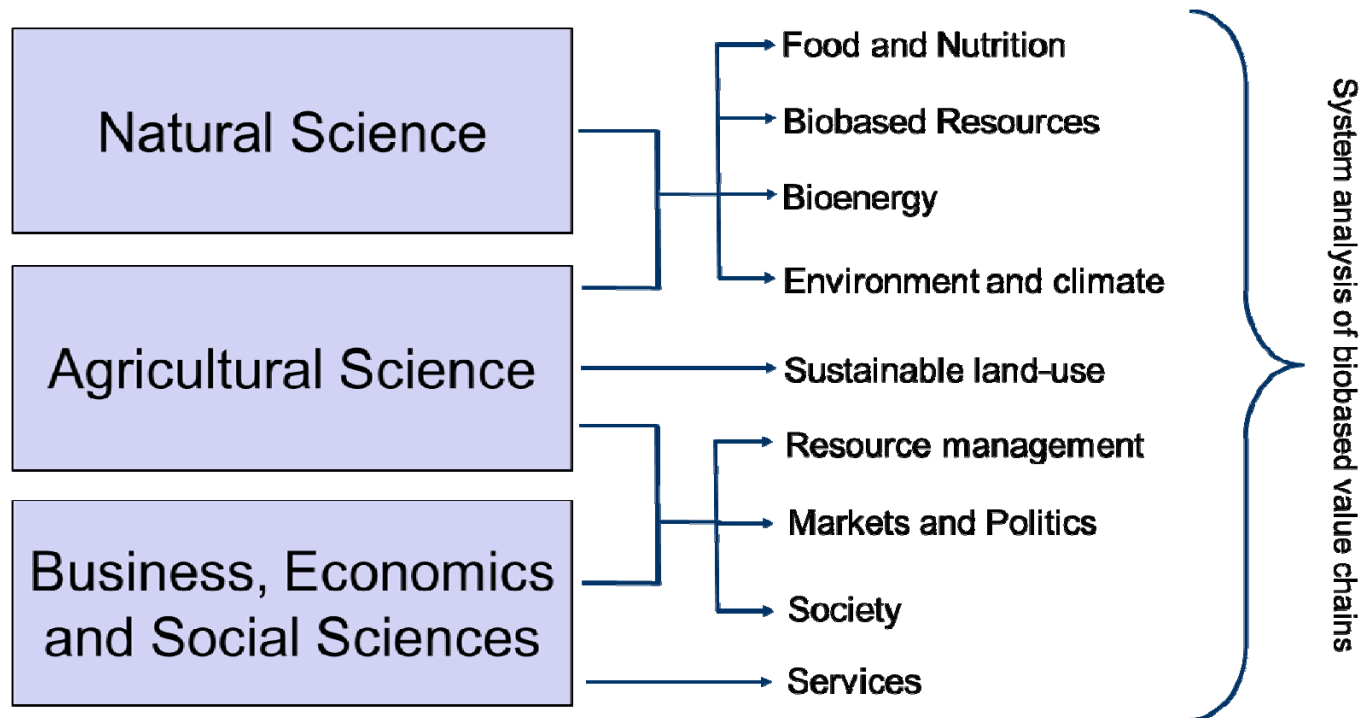 Natural Science
Agricultural Science
Business, Economics
and Social Sciences
Food and Nutrition
Biobased Resources
Bioenergy
Environment and climate
Sustainable land-use
Resource management
Markets and Politics
Society
Services
System analysis of biobased value chains